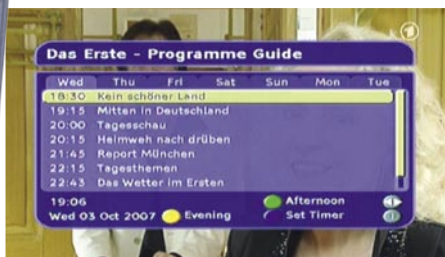 Das Erste - Programme Guide
Wed Thu Fri Sat Sun Mon Tue
18:30 Kein schöner Land
19:15 Mitten in Deutschland
20:00 Tagesschau
20:15 Heimweh nach drüben
21:45 Report München
22:15 Tagesthemen
22:43 Das Wetter im Ersten
19:06 Afternoon
Wed 03 Oct 2007 Evening Set Timer